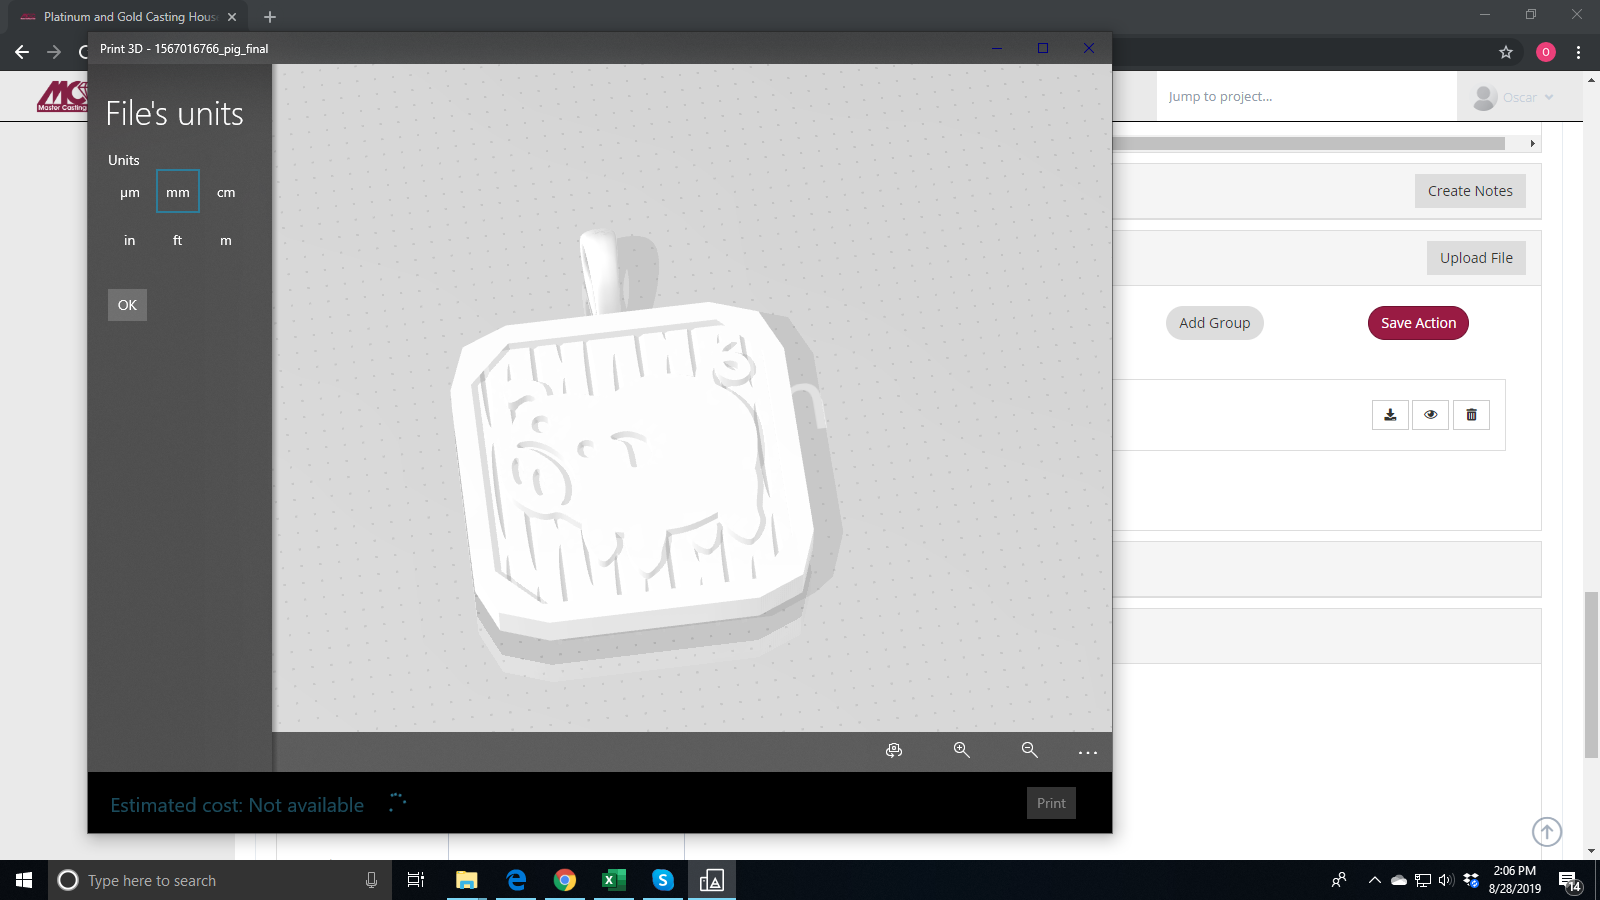 Platinum and Gold Casting Hous
Print 3D - 1567016766_pig_final
O
MC
Master Casting
Jump to project...
Oscar
File's units
Units
µm mm cm
in ft m
OK
Create Notes
Upload File
Add Group
Save Action
Estimated cost: Not available
Print
Type here to search
2:06 PM
8/28/2019
14